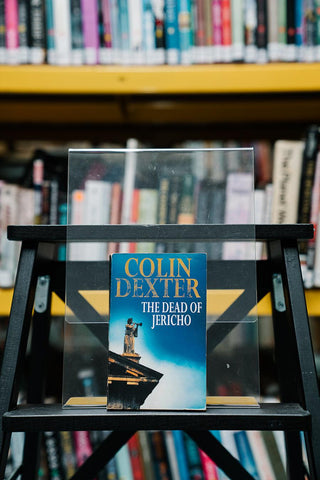 COLIN
DEXTER
THE DEAD OF
JERICHO